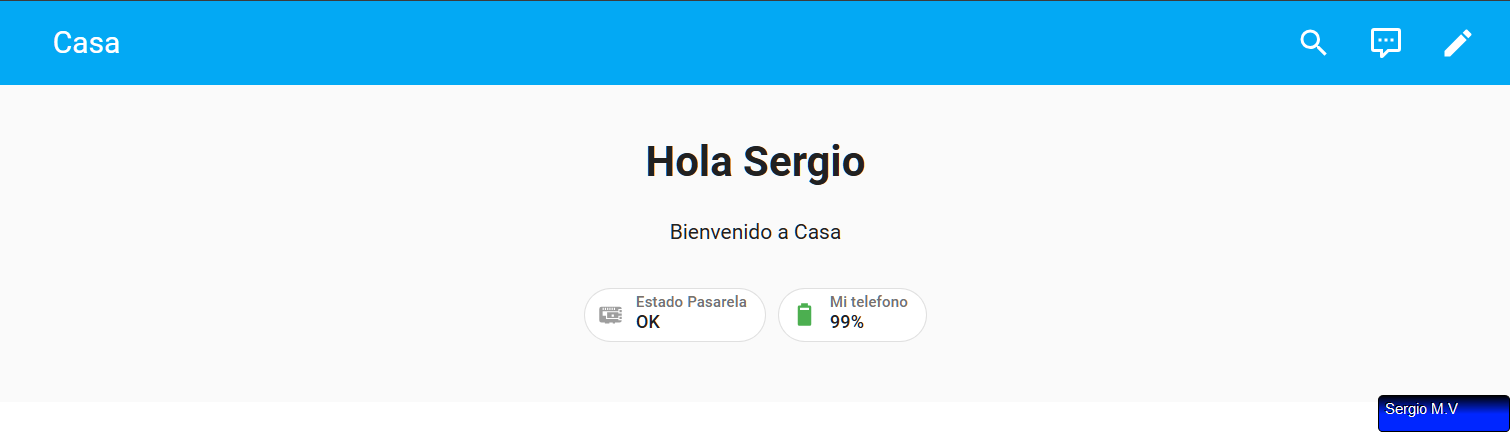 Casa
Hola Sergio
Bienvenido a Casa
Estado Pasarela
OK
Mi telefono
99%
Sergio M.V